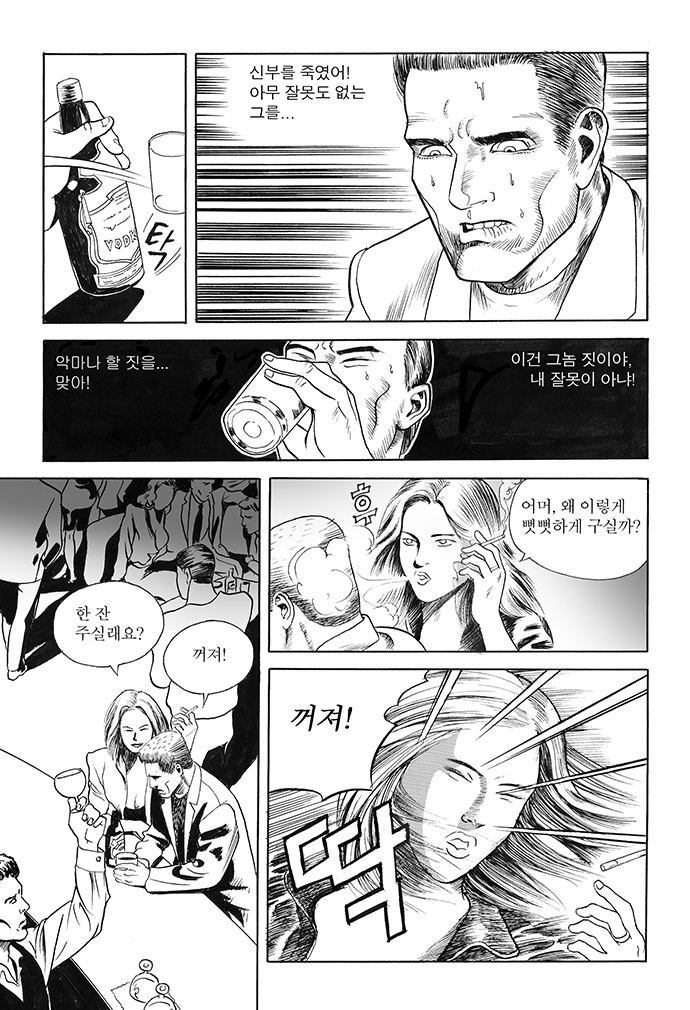 신부를 죽였어!
아무 잘못도 없는
그를...
VODK
탁
악마나 할 짓을...
맞아!
이건 그놈 짓이야,
내 잘못이 아냐!
한 잔
주실래요?
꺼져!
후
어머, 왜 이렇게
뻣뻣하게 구실까?
꺼져!
딱